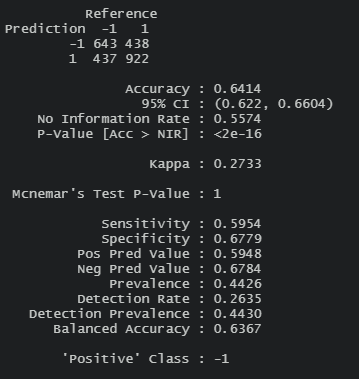 Reference
Prediction -1 1
-1 643 438
1 437 922
Accuracy : 0.6414
95% CI : (0.622, 0.6604)
No Information Rate : 0.5574
P-Value [Acc > NIR] : <2e-16
Kappa : 0.2733
Mcnemar's Test P-Value : 1
Sensitivity : 0.5954
Specificity : 0.6779
Pos Pred Value : 0.5948
Neg Pred Value : 0.6784
Prevalence : 0.4426
Detection Rate : 0.2635
Detection Prevalence : 0.4430
Balanced Accuracy : 0.6367
'Positive' Class : -1